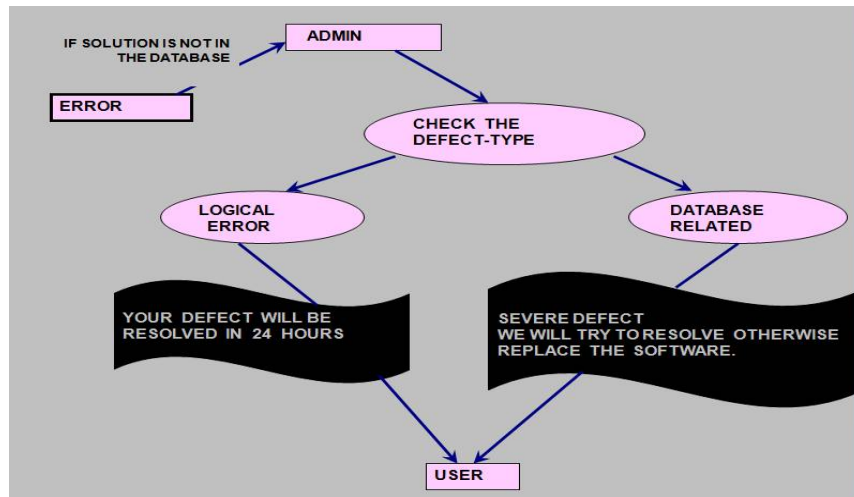 IF SOLUTION IS NOT IN
THE DATABASE
ADMIN
ERROR
CHECK THE
DEFECT-TYPE
LOGICAL
ERROR
DATABASE
RELATED
YOUR DEFECT WILL BE
RESOLVED IN 24 HOURS
SEVERE DEFECT
WE WILL TRY TO RESOLVE OTHERWISE
REPLACE THE SOFTWARE.
USER